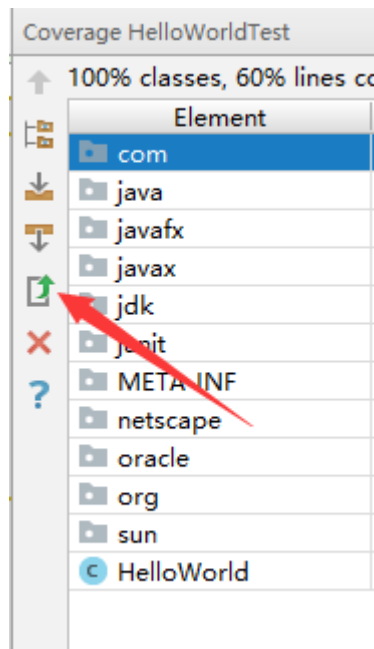 Coverage HelloWorldTest
100% classes, 60% lines co
Element
com
java
javafx
javax
jdk
junit
META-INF
netscape
oracle
org
sun
?
C HelloWorld